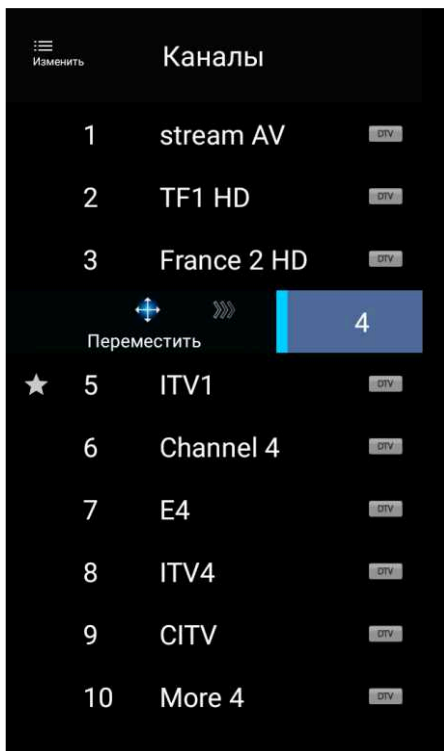 Изменить
Каналы
1 stream AV DTV
2 TF1 HD DTV
3 France 2 HD DTV
Переместить 4
5 ITV1 DTV
6 Channel 4 DTV
7 E4 DTV
8 ITV4 DTV
9 CITV DTV
10 More 4 DTV